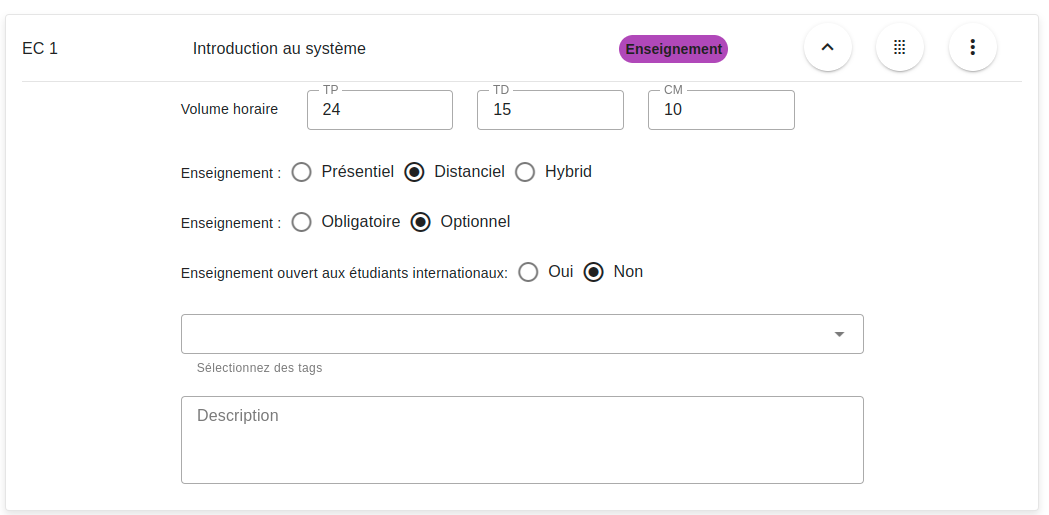 EC 1 Introduction au système Enseignement
TP TD CM
Volume horaire 24 15 10
Enseignement : Présentiel Distanciel Hybrid
Enseignement : Obligatoire Optionnel
Enseignement ouvert aux étudiants internationaux: Oui Non
Sélectionnez des tags
Description